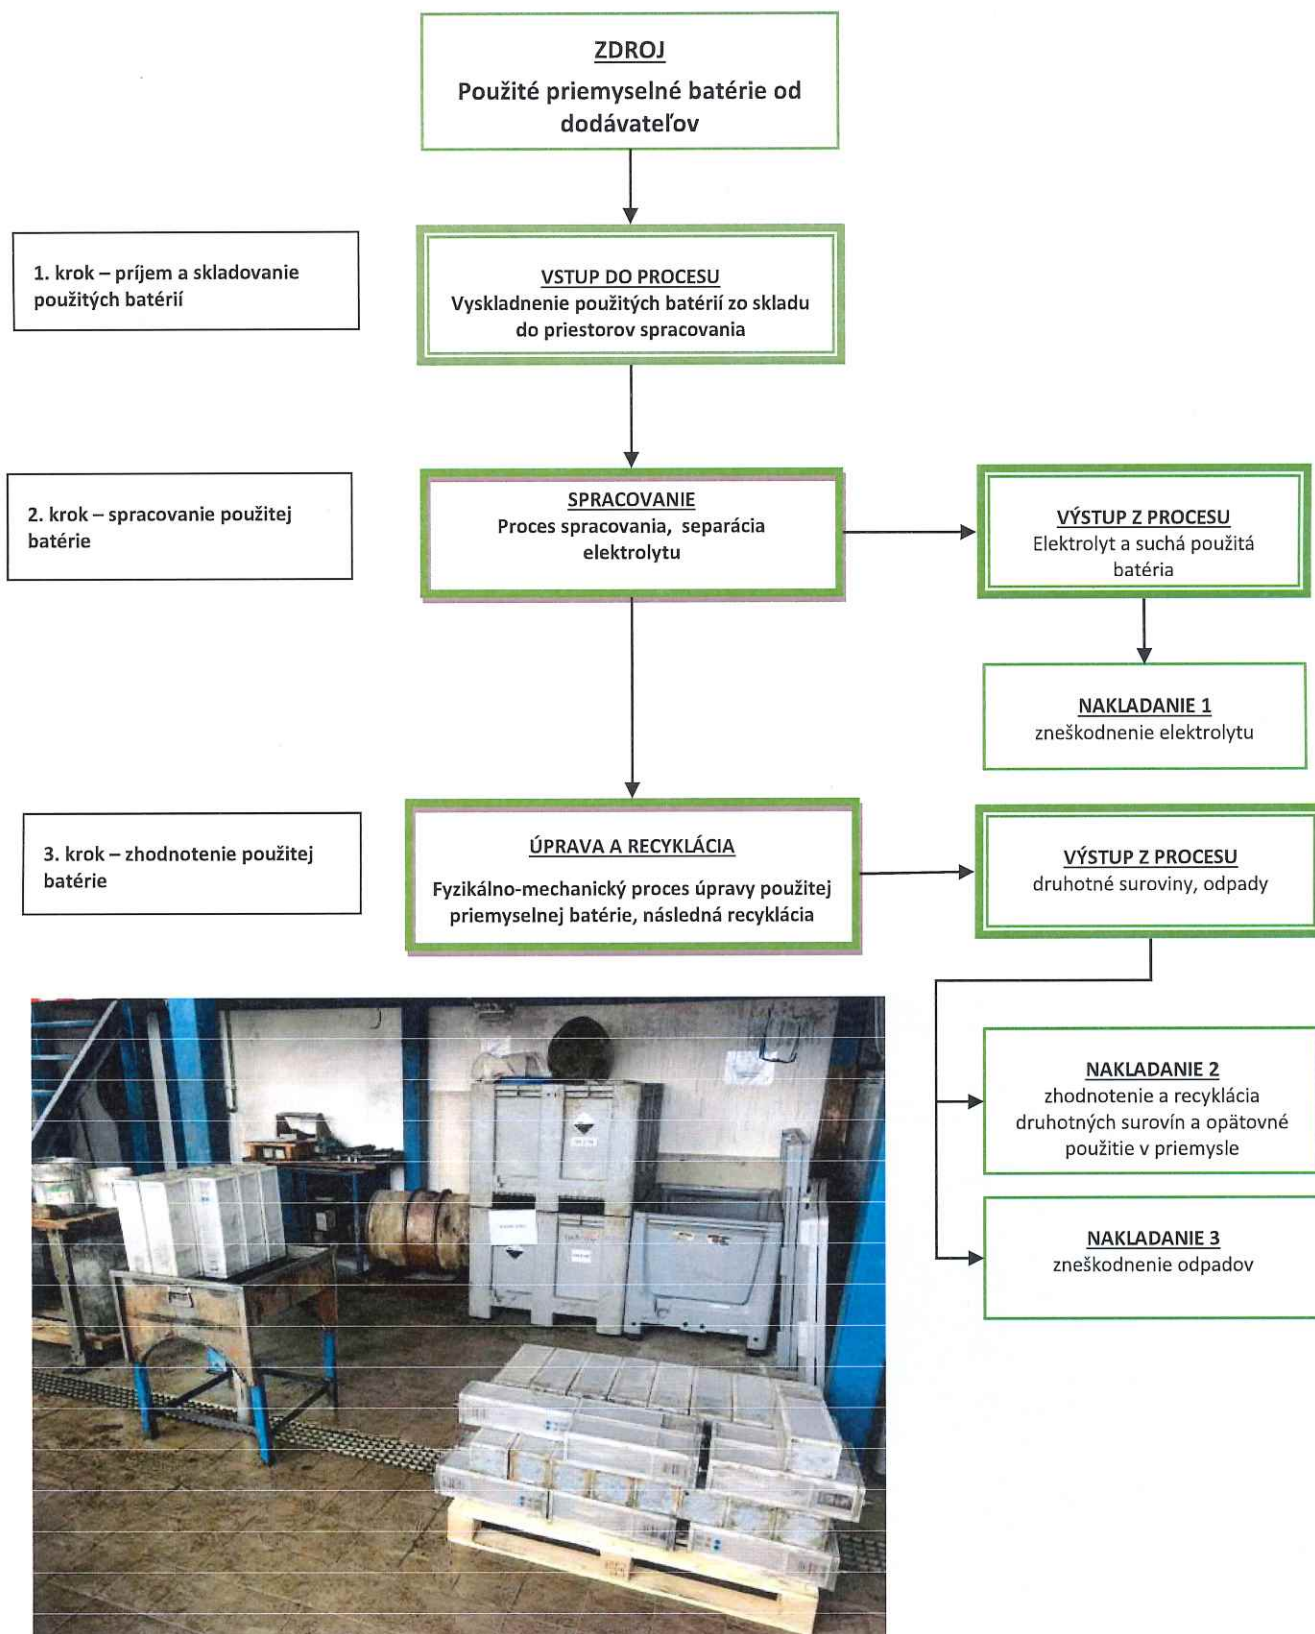 ZDROJ
Použité priemyselné batérie od
dodávateľov
1. krok – príjem a skladovanie
použitých batérií
VSTUP DO PROCESU
Vyskladnenie použitých batérií zo skladu
do priestorov spracovania
2. krok – spracovanie použitej
batérie
SPRACOVANIE
Proces spracovania, separácia
elektrolytu
VÝSTUP Z PROCESU
Elektrolyt a suchá použitá
batéria
NAKLADANIE 1
zneškodnenie elektrolytu
3. krok – zhodnotenie použitej
batérie
ÚPRAVA A RECYKLÁCIA
Fyzikálno-mechanický proces úpravy použitej
priemyselnej batérie, následná recyklácia
VÝSTUP Z PROCESU
druhotné suroviny, odpady
NAKLADANIE 2
zhodnotenie a recyklácia
druhotných surovín a opätovné
použitie v priemysle
NAKLADANIE 3
zneškodnenie odpadov